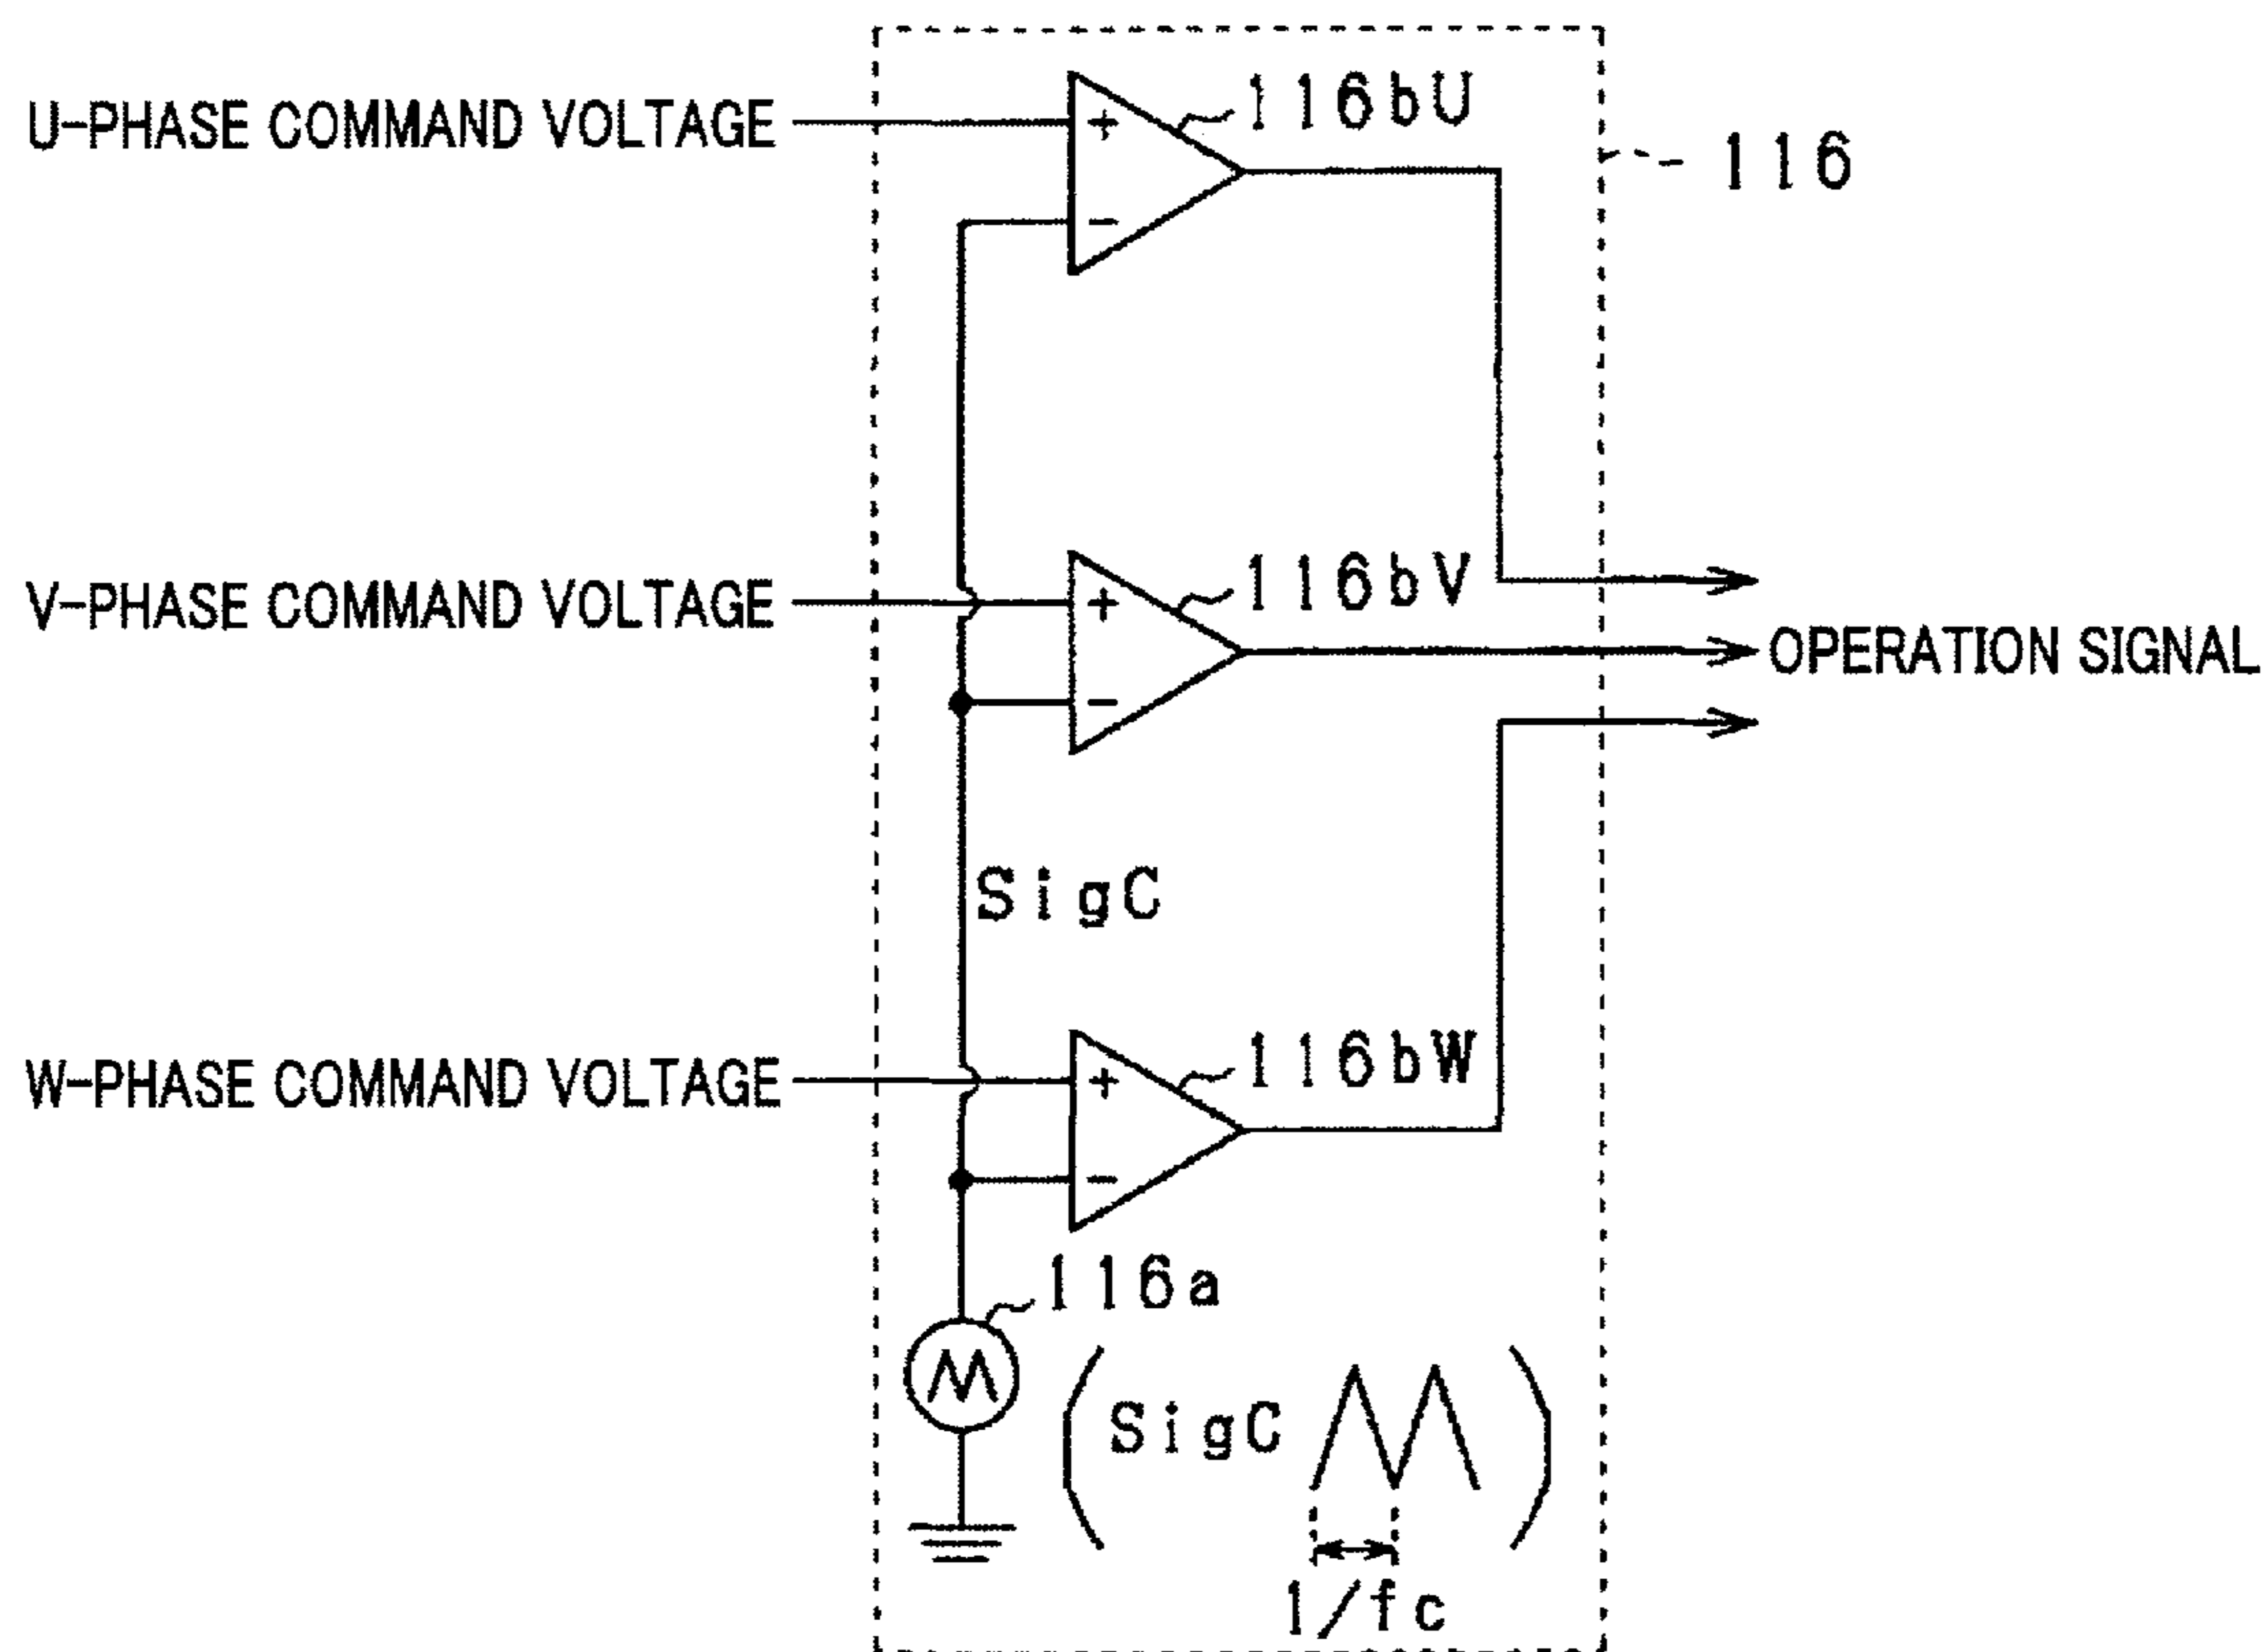 U-PHASE COMMAND VOLTAGE
+
−
116bU
116
V-PHASE COMMAND VOLTAGE
+
−
116bV
OPERATION SIGNAL
SigC
W-PHASE COMMAND VOLTAGE
+
−
116bW
116a
SigC
1/fc